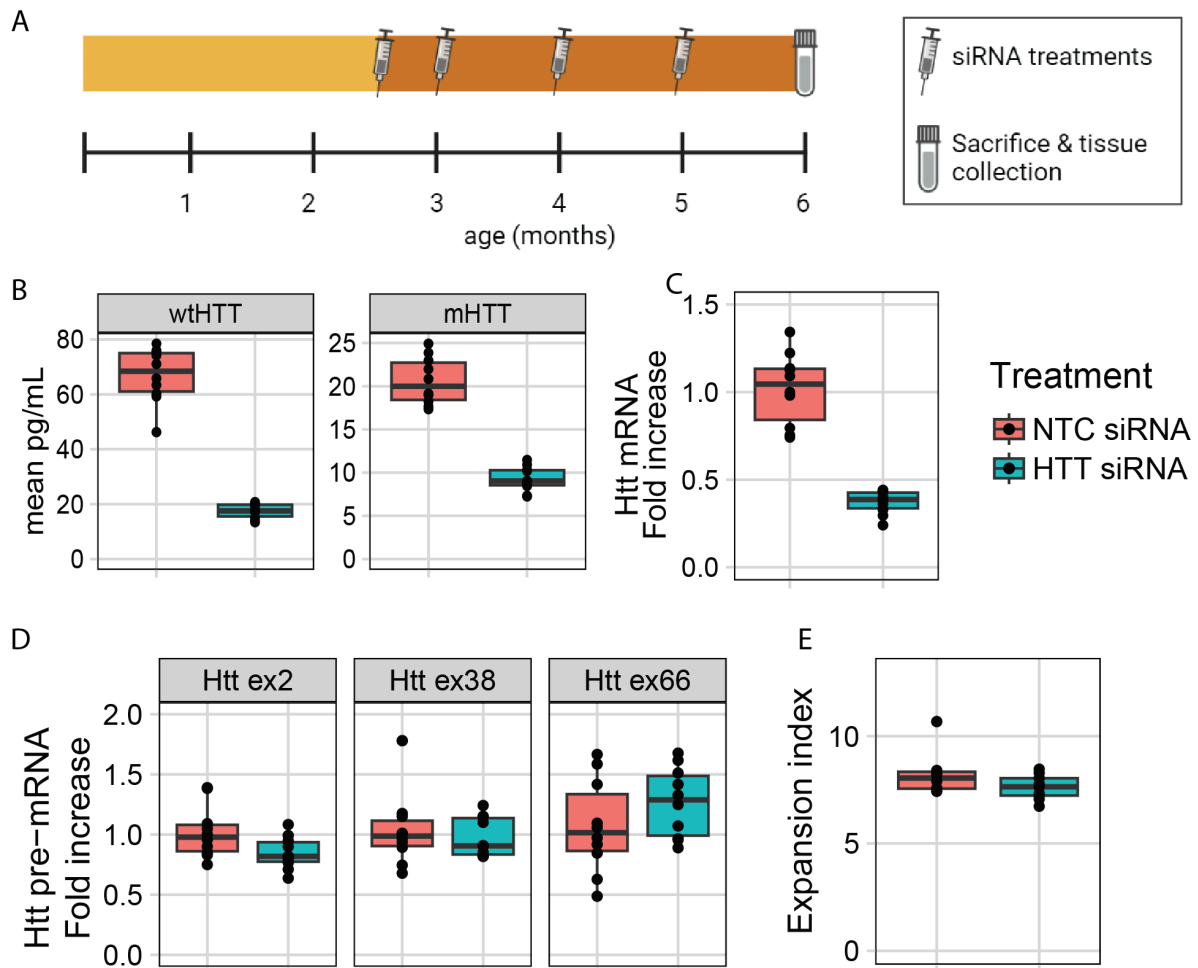 A
siRNA treatments
Sacrifice & tissue
collection
1 2 3 4 5 6
age (months)
B
wtHTT
mHTT
mean pg/mL
80
60
40
20
0
25
20
15
10
5
0
C
Htt mRNA
Fold increase
1.5
1.0
0.5
0.0
Treatment
NTC siRNA
HTT siRNA
D
Htt ex2
Htt ex38
Htt ex66
Htt pre-mRNA
Fold increase
2.0
1.5
1.0
0.5
0.0
E
Expansion index
10
5
0